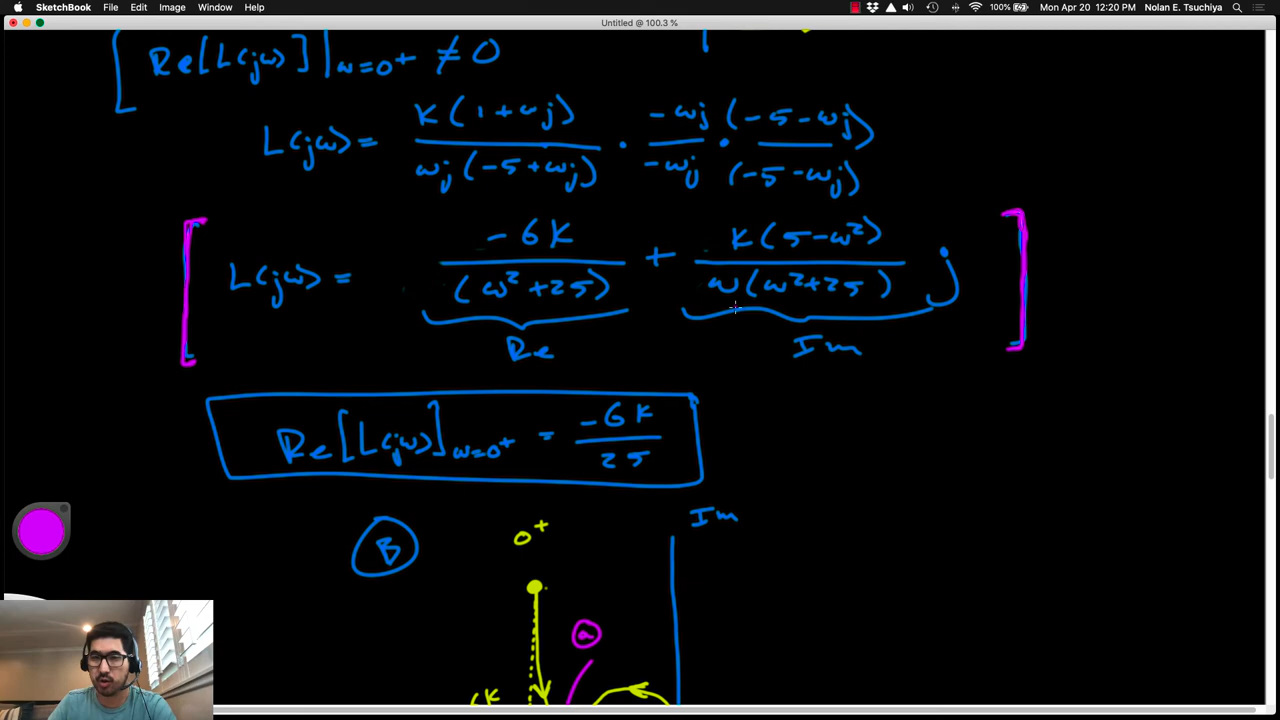 SketchBook File Edit Image Window Help 100% Mon Apr 20 12:20 PM Nolan E. Tsuchiya
Untitled @ 100.3 %
Re[L(jω)]|ω=0⁺ ≠ 0
L(jω) = K(1+ωj) / ωj(-5+ωj) · -ωj / -ωj · (-5-ωj) / (-5-ωj)
L(jω) = -6K / (ω²+25) + K(5-ω²) / ω(ω²+25) j
Re Im
Re[L(jω)]ω=0⁺ = -6K / 25
B 0⁺ Im
a